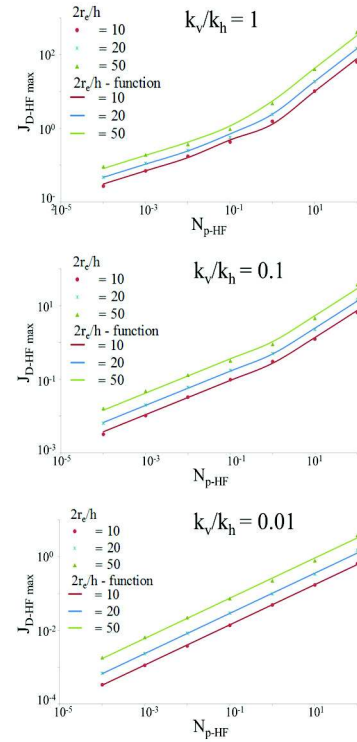 k_v/k_h = 1
2r_e/h
= 10
= 20
= 50
2r_e/h - function
= 10
= 20
= 50
J_D-HF max
10^2
10^0
10^-
10^-5 10^-3 10^-1 10^1
N_p-HF
k_v/k_h = 0.1
2r_e/h
= 10
= 20
= 50
2r_e/h - function
= 10
= 20
= 50
J_D-HF max
10^1
10^-1
10^-3
10^-5 10^-3 10^-1 10^1
N_p-HF
k_v/k_h = 0.01
2r_e/h
= 10
= 20
= 50
2r_e/h - function
= 10
= 20
= 50
J_D-HF max
10^0
10^-2
10^-4
10^-5 10^-3 10^-1 10^1
N_p-HF